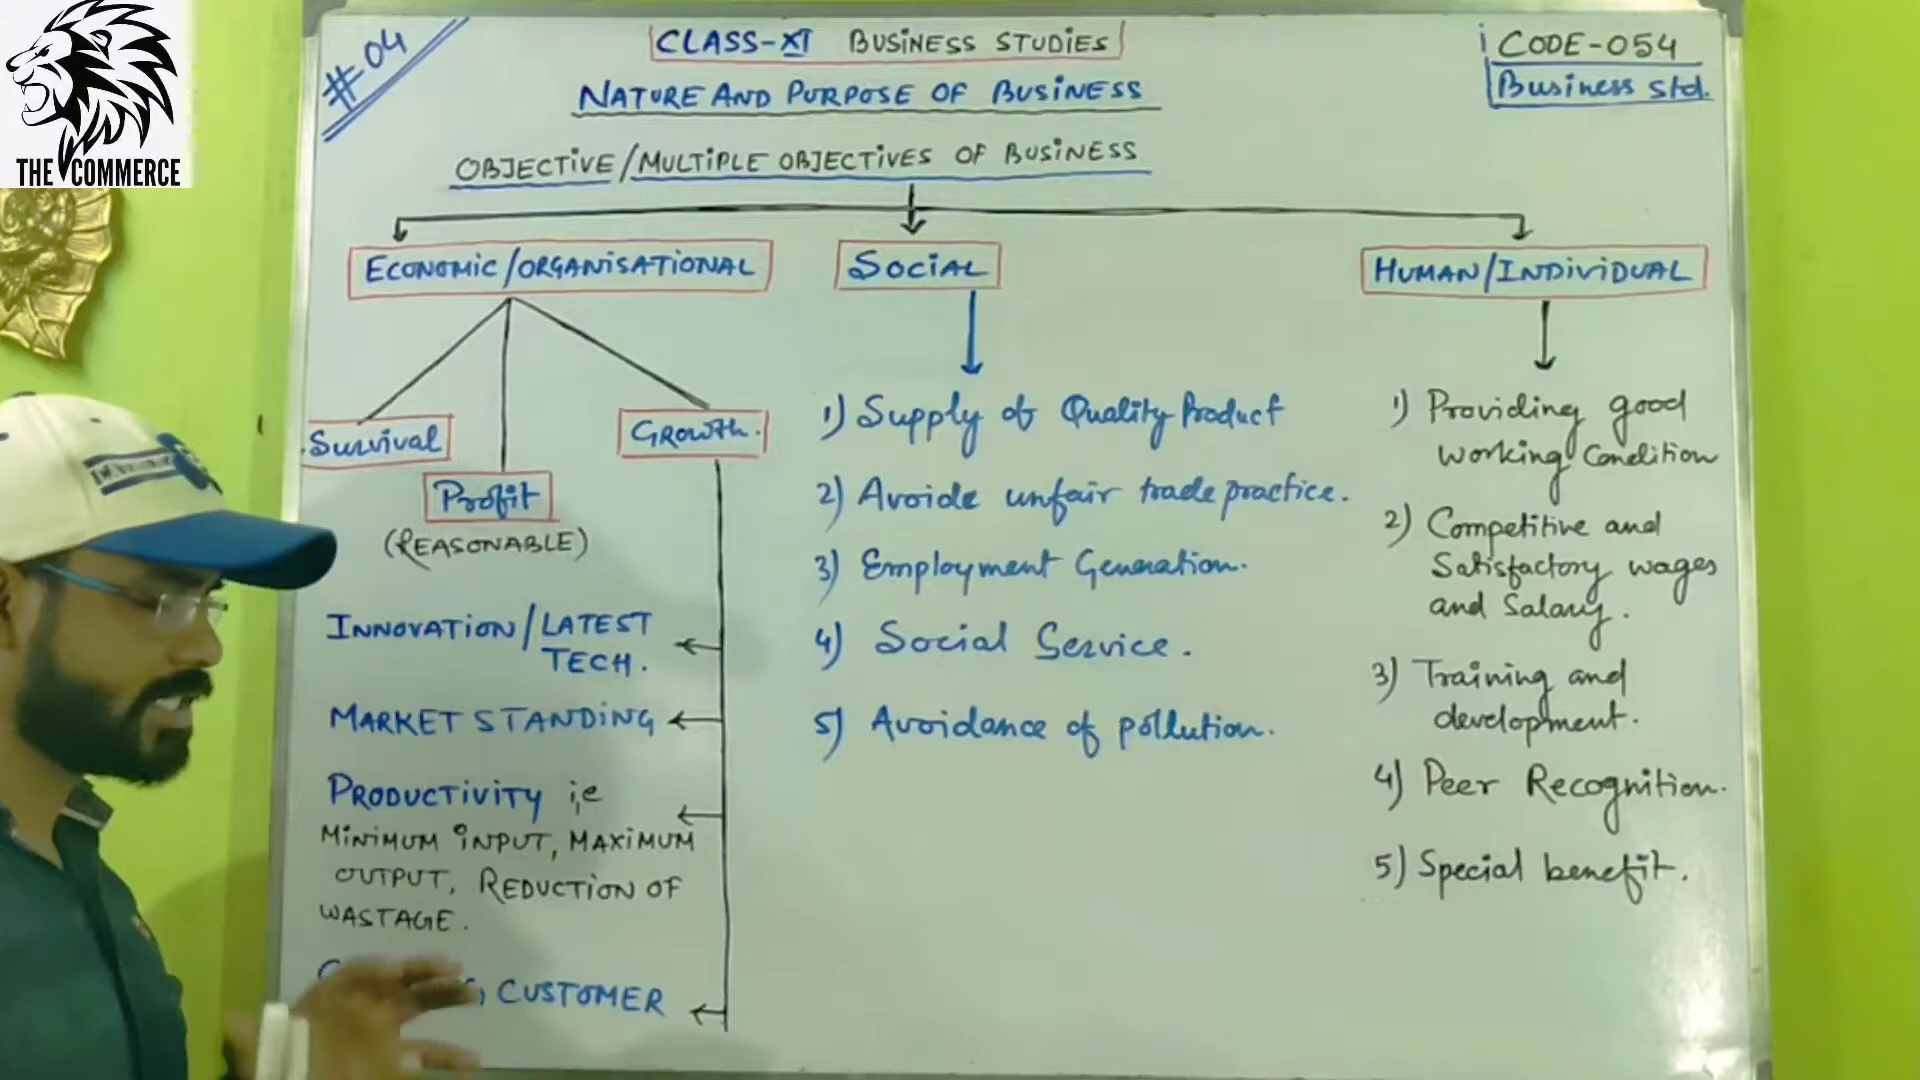 THE COMMERCE
#04
CLASS-XI BUSINESS STUDIES
CODE-054
Business Std.
NATURE AND PURPOSE OF BUSINESS
OBJECTIVE/MULTIPLE OBJECTIVES OF BUSINESS
ECONOMIC/ORGANISATIONAL
Survival
Profit
(REASONABLE)
GROWTH.
INNOVATION/LATEST
TECH.
MARKET STANDING
PRODUCTIVITY i,e
MINIMUM INPUT, MAXIMUM
OUTPUT, REDUCTION OF
WASTAGE.
CUSTOMER
SOCIAL
1) Supply of Quality Product
2) Avoide unfair trade practice.
3) Employment Generation.
4) Social Service.
5) Avoidance of pollution.
HUMAN/INDIVIDUAL
1) Providing good
working Condition
2) Competitive and
Satisfactory wages
and Salary.
3) Training and
development.
4) Peer Recognition.
5) Special benefit.